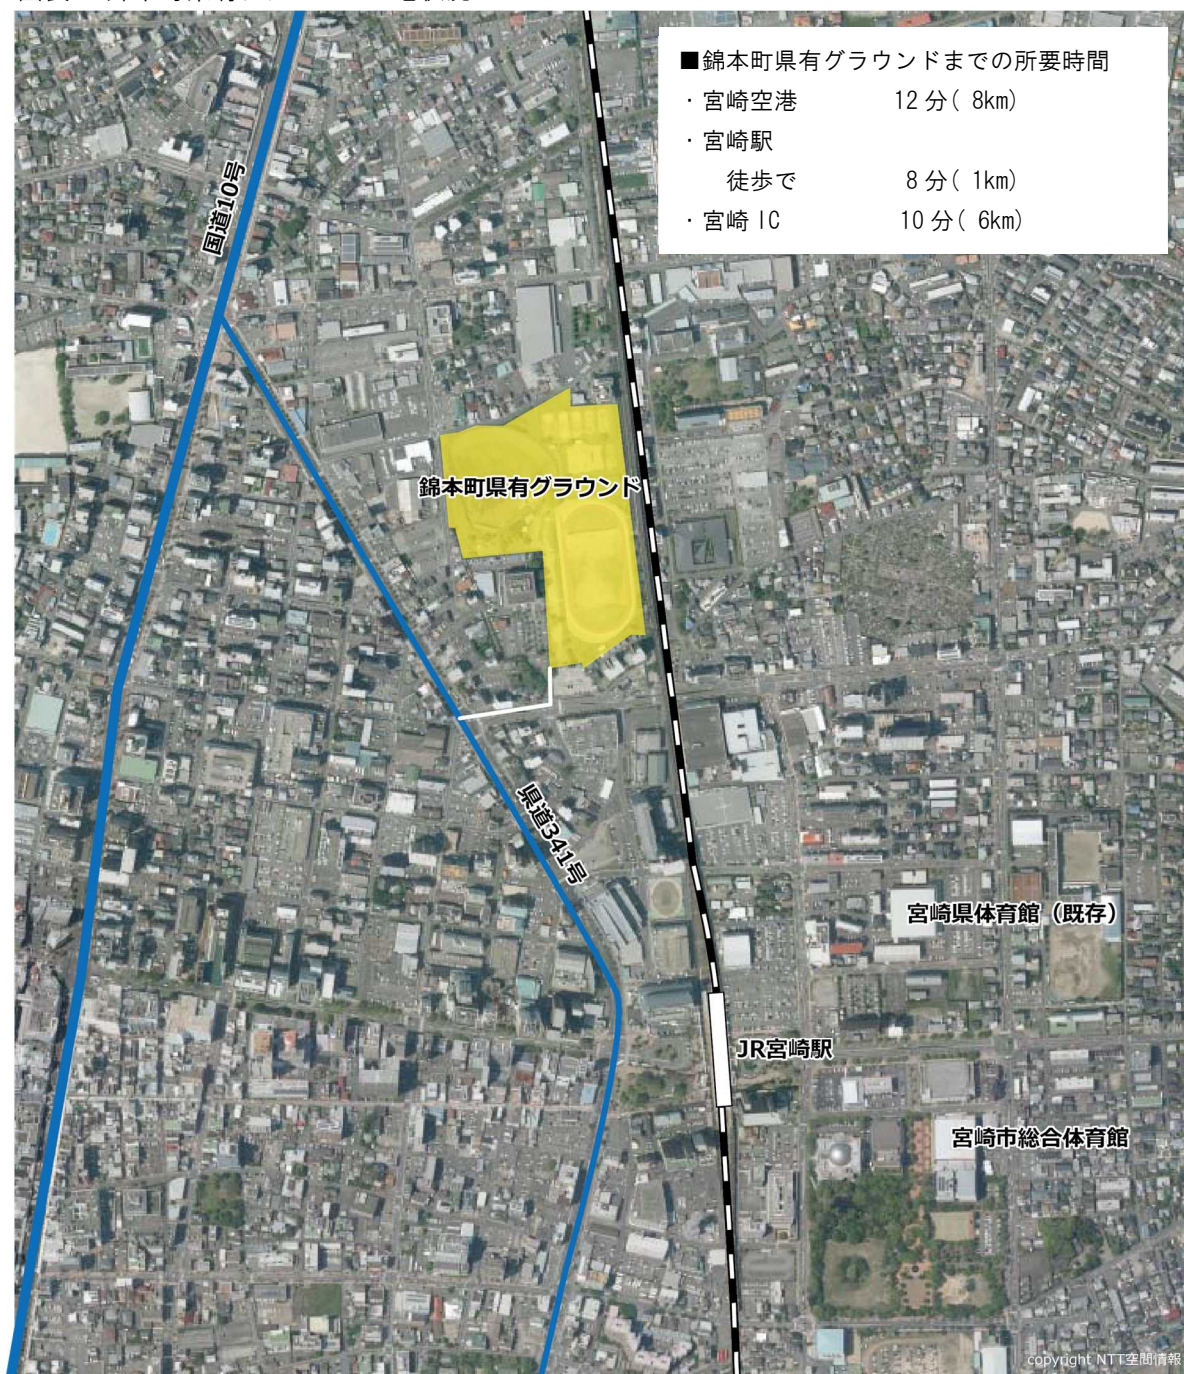 ■錦本町県有グラウンドまでの所要時間
・宮崎空港 12分( 8km)
・宮崎駅
徒歩で 8分( 1km)
・宮崎IC 10分( 6km)
国道10号
錦本町県有グラウンド
県道341号
宮崎県体育館（既存）
JR宮崎駅
宮崎市総合体育館
copyright NTT空間情報